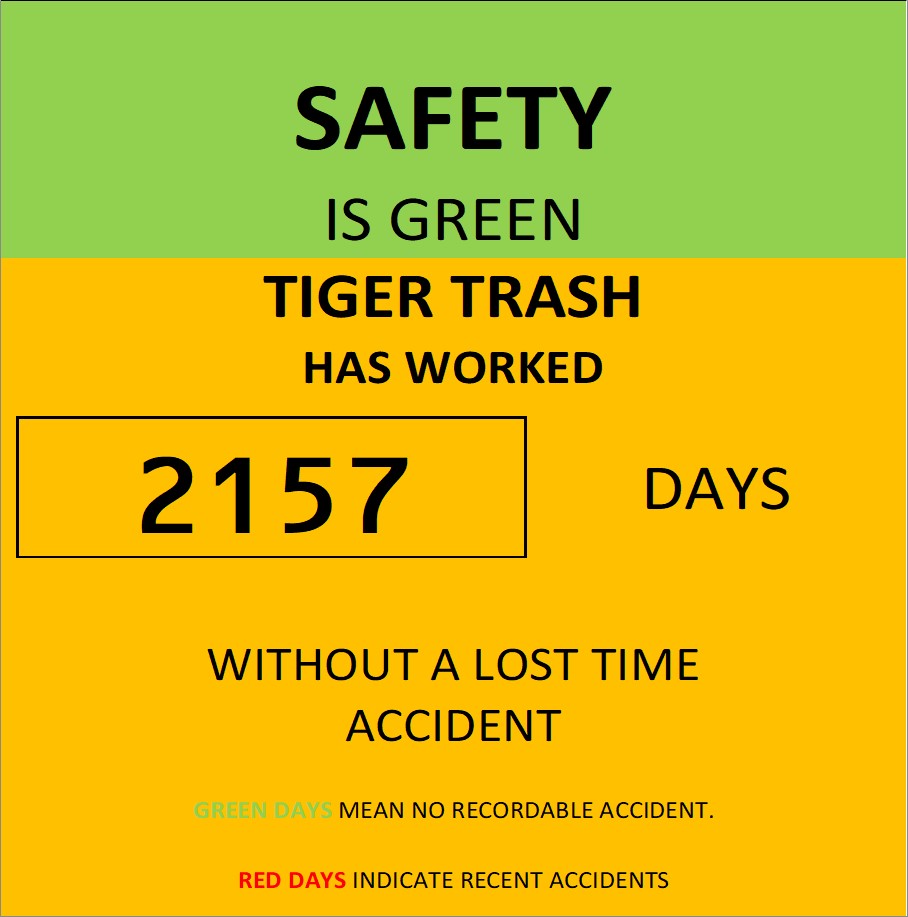 SAFETY
IS GREEN
TIGER TRASH
HAS WORKED
2157 DAYS
WITHOUT A LOST TIME
ACCIDENT
GREEN DAYS MEAN NO RECORDABLE ACCIDENT.
RED DAYS INDICATE RECENT ACCIDENTS